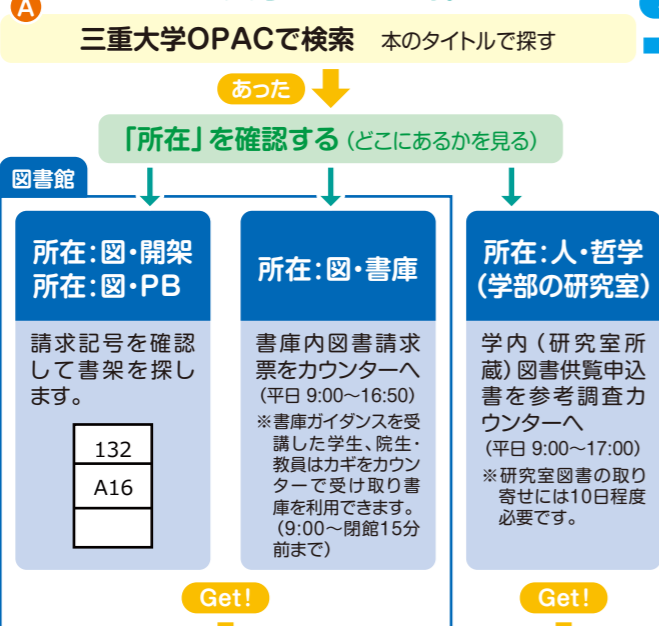 A
三重大学OPACで検索 本のタイトルで探す
あった
「所在」を確認する(どこにあるかを見る)
図書館
所在:図・開架
所在:図・PB
請求記号を確認
して書架を探し
ます。
132
A16
所在:図・書庫
書庫内図書請求
票をカウンターへ
(平日 9:00〜16:50)
※書庫ガイダンスを受
講した学生、院生・
教員はカギをカウン
ターで受け取り書
庫を利用できます。
(9:00〜閉館15分
前まで)
Get!
所在:人・哲学
(学部の研究室)
学内(研究室所
蔵)図書供覧申込
書を参考調査カ
ウンターへ
(平日 9:00〜17:00)
※研究室図書の取り
寄せには10日程度
必要です。
Get!